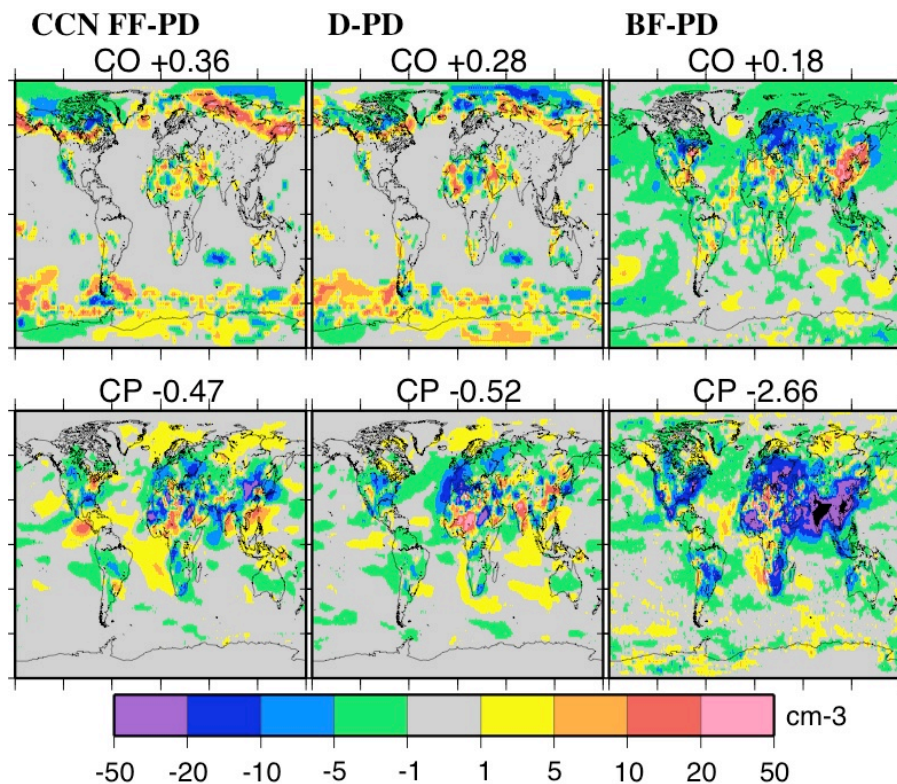 CCN FF-PD D-PD BF-PD
CO +0.36 CO +0.28 CO +0.18
CP -0.47 CP -0.52 CP -2.66
cm-3
-50 -20 -10 -5 -1 1 5 10 20 50